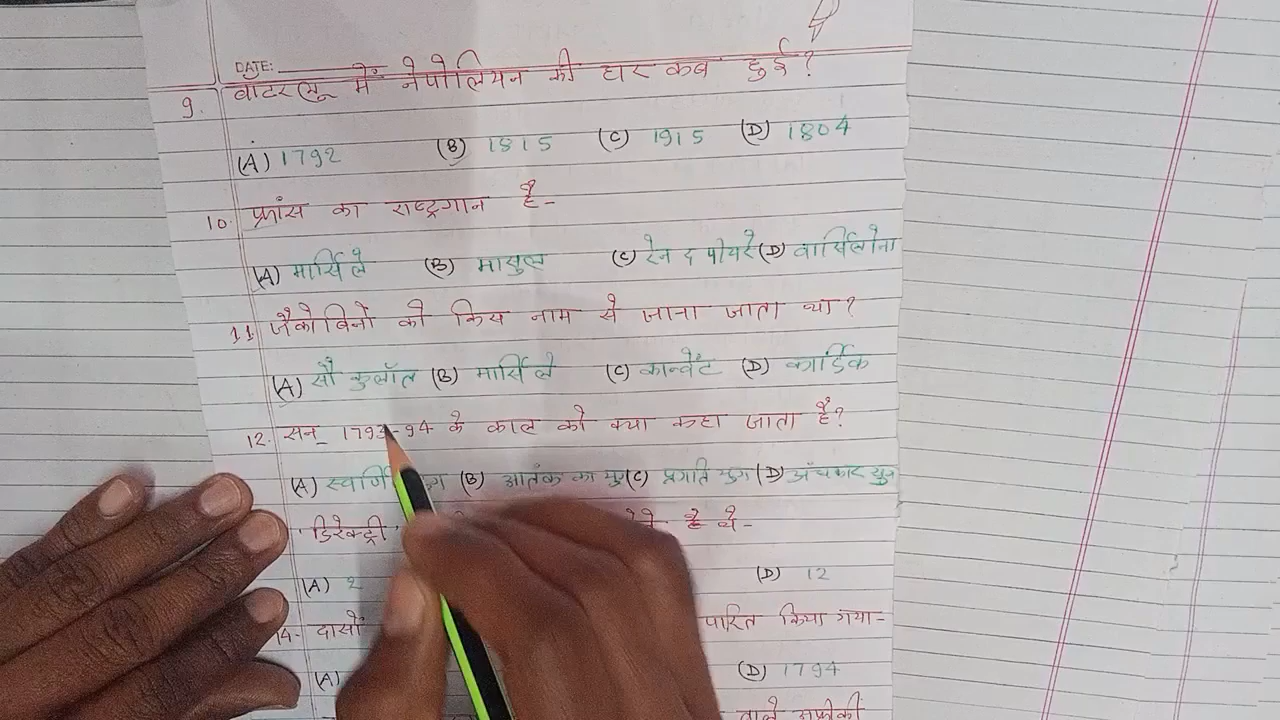 DATE:
9. वाटरलू में नेपोलियन की हार कब हुई?
(A) 1792 (B) 1815 (C) 1915 (D) 1804
10. फ्रांस का राष्ट्रगान है-
(A) मार्सिले (B) मासुल (C) रेन द पोयरे (D) वार्सिलोना
11. जैकोबिनों को किस नाम से जाना जाता था?
(A) सौ कुलॉत (B) मार्सिले (C) कान्वेंट (D) कार्डिक
12. सन् 1793-94 के काल को क्या कहा जाता है?
(A) स्वर्णि (B) आतंक का युग (C) प्रगति युग (D) अंधकार युग
'डिरेक्ट्री' होते है थे-
(A) 2 (D) 12
14. दासों पारित किया गया-
(A) (D) 1794
वाले अफ्रीकी